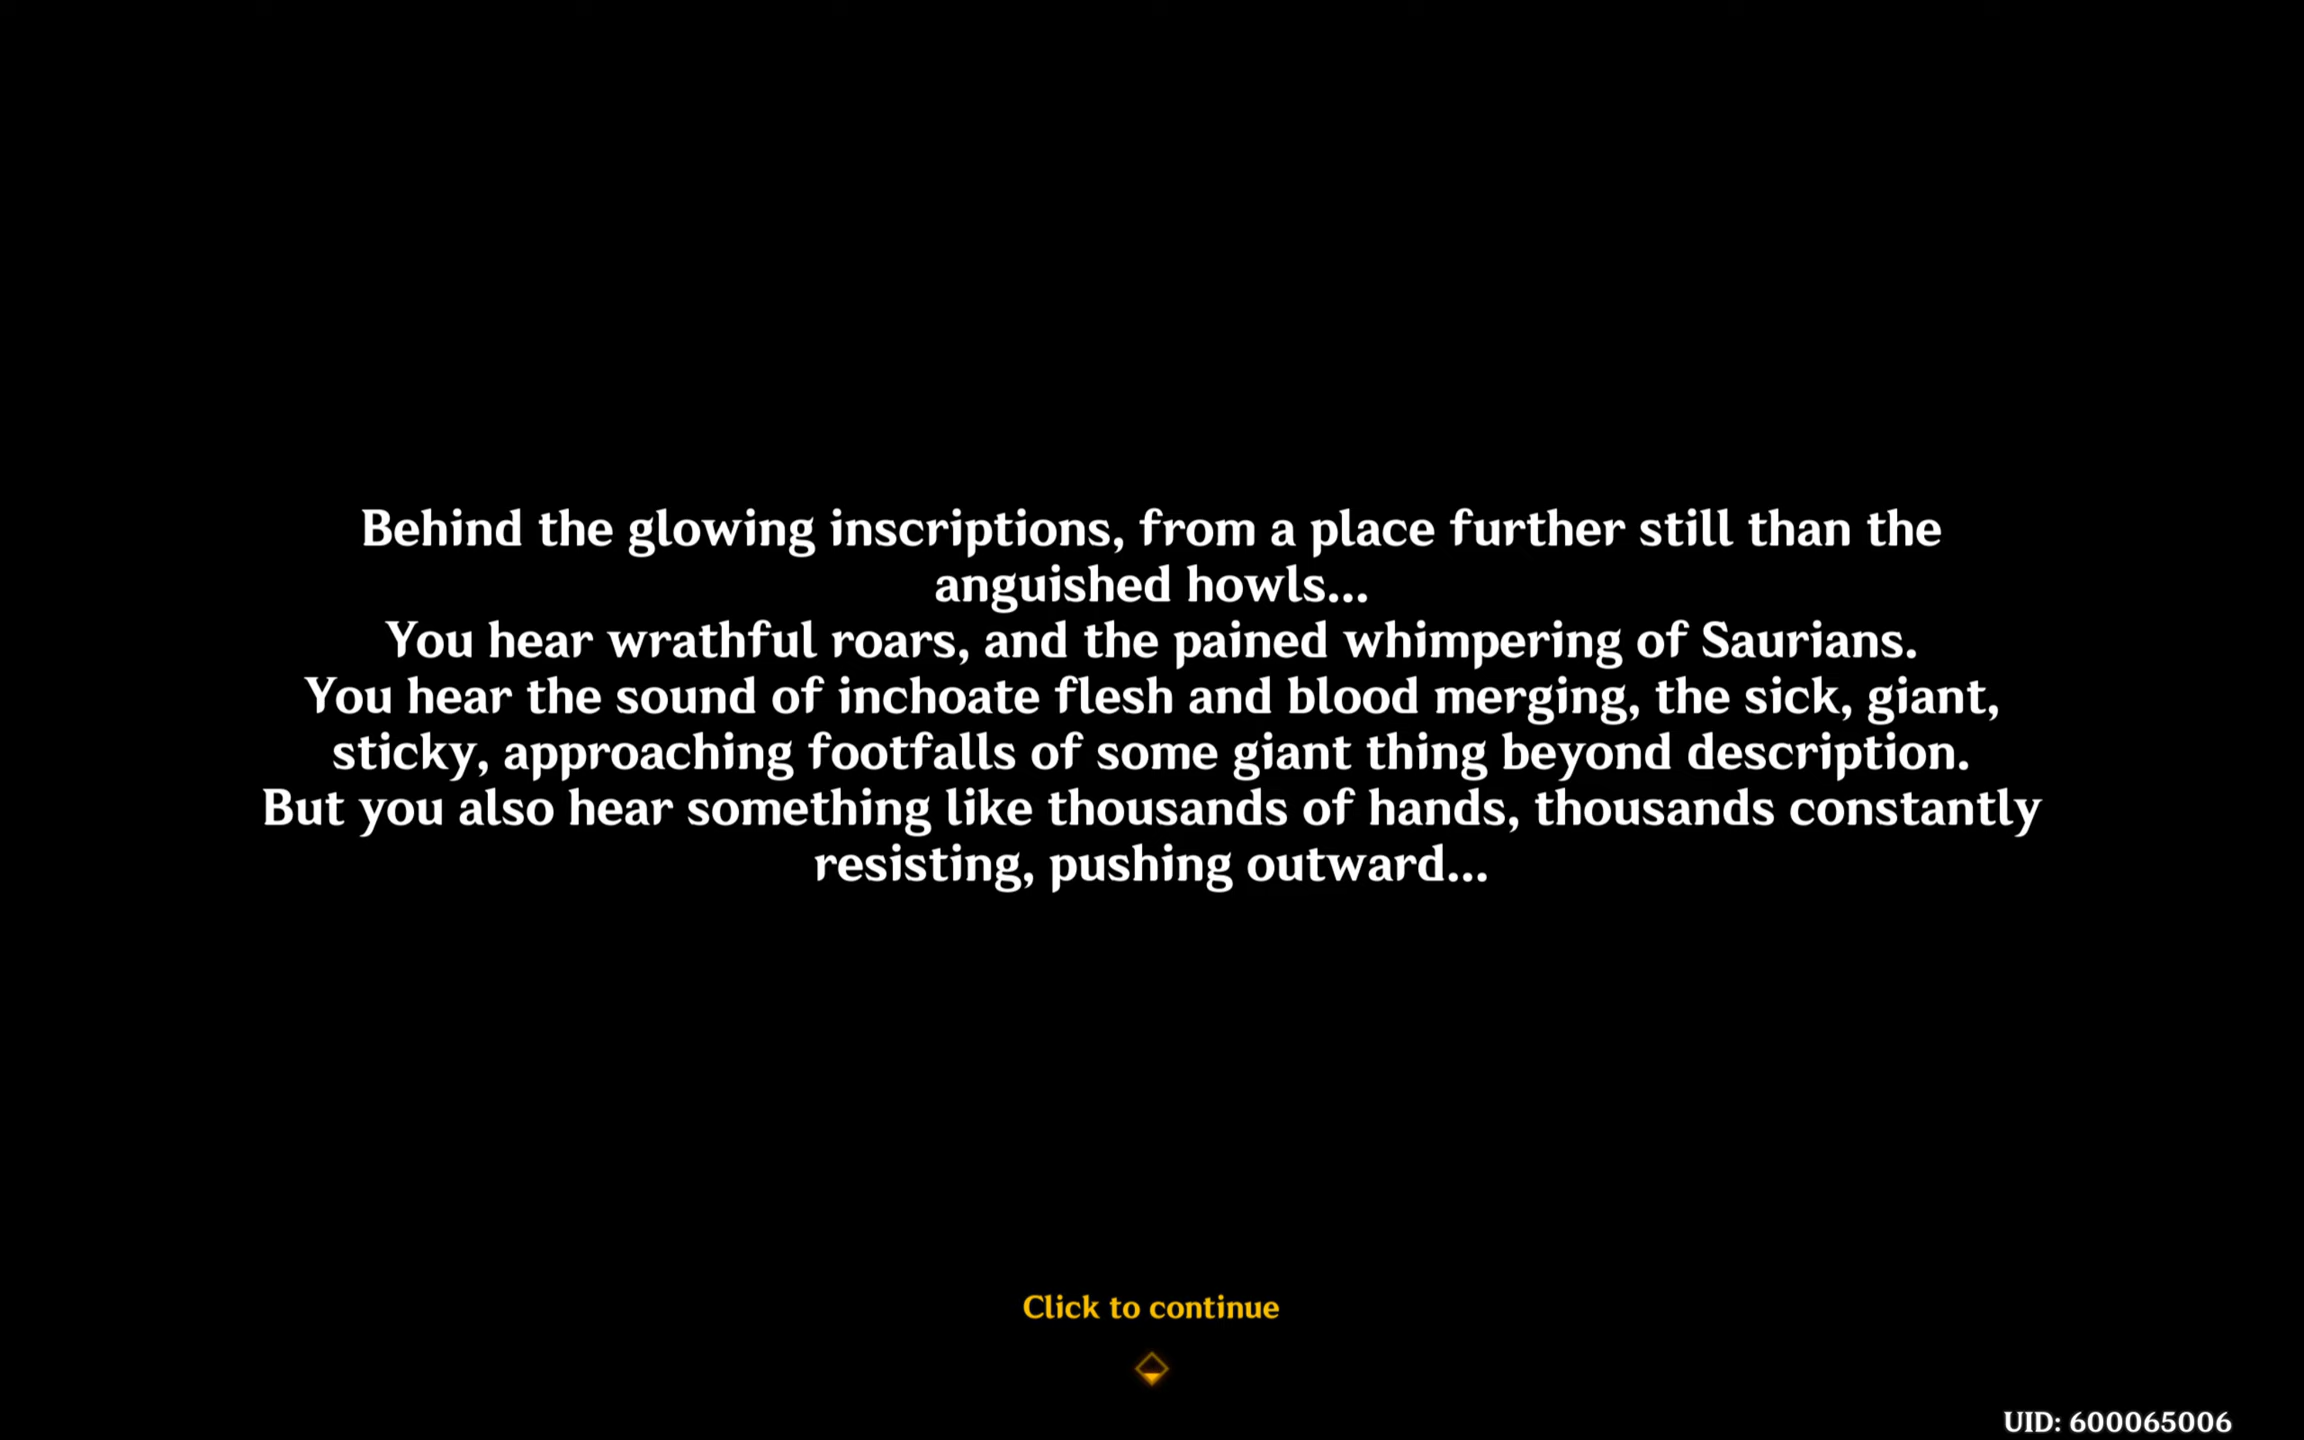 Behind the glowing inscriptions, from a place further still than the
anguished howls...
You hear wrathful roars, and the pained whimpering of Saurians.
You hear the sound of inchoate flesh and blood merging, the sick, giant,
sticky, approaching footfalls of some giant thing beyond description.
But you also hear something like thousands of hands, thousands constantly
resisting, pushing outward...
Click to continue
UID: 600065006